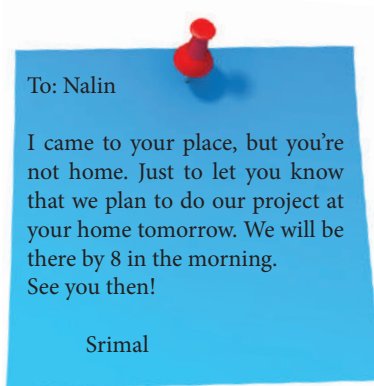 To: Nalin
I came to your place, but you're
not home. Just to let you know
that we plan to do our project at
your home tomorrow. We will be
there by 8 in the morning.
See you then!
Srimal